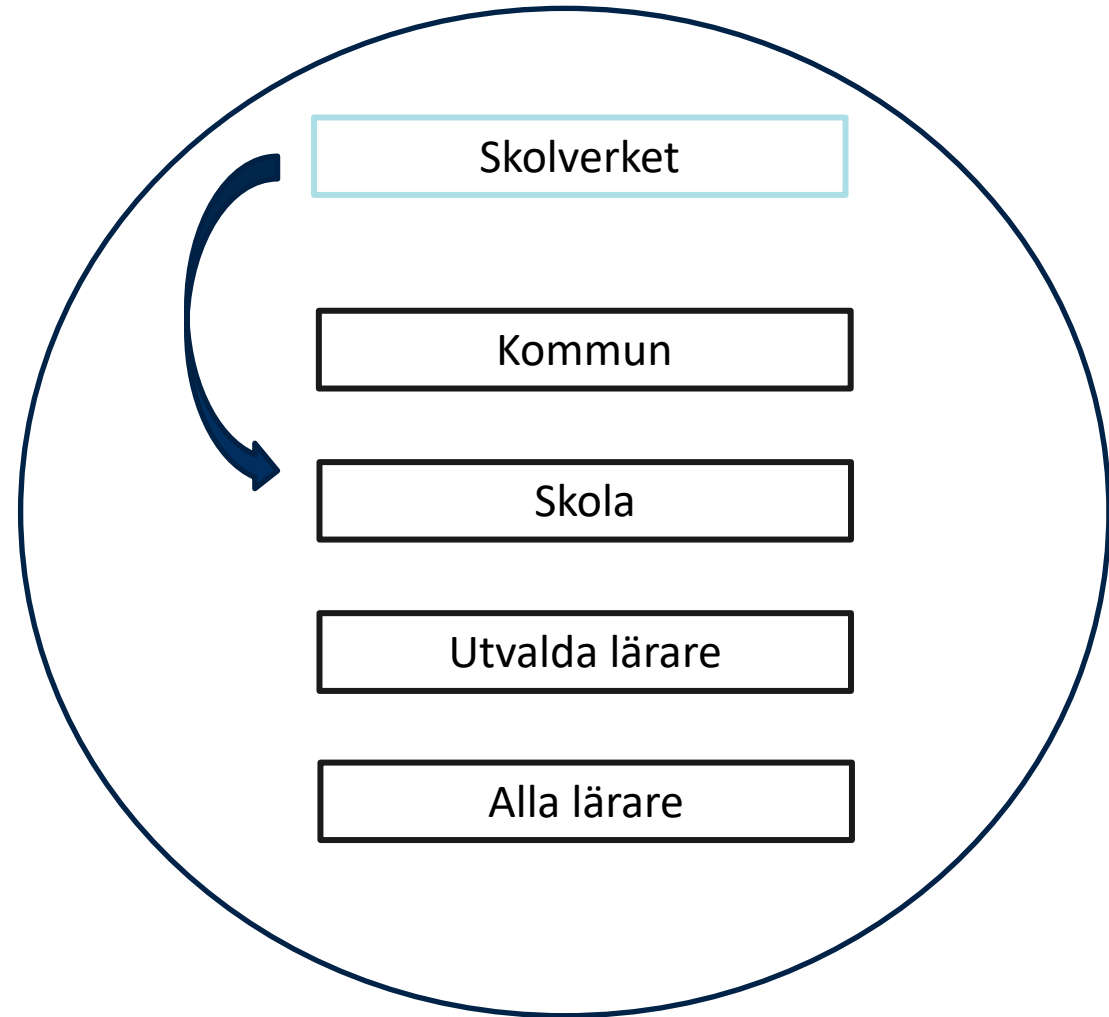 Skolverket
Kommun
Skola
Utvalda lärare
Alla lärare